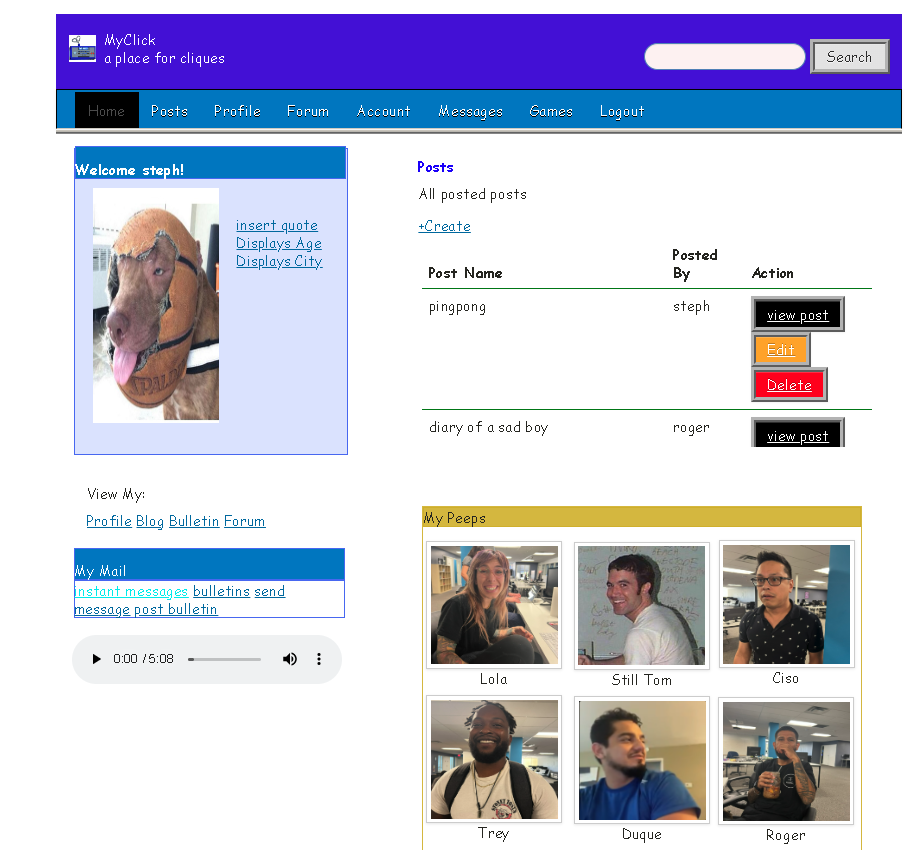 MyClick
a place for cliques
Search
Home Posts Profile Forum Account Messages Games Logout
Welcome steph!
insert quote
Displays Age
Displays City
SPALDI
View My:
Profile Blog Bulletin Forum
My Mail
instant messages bulletins send
message post bulletin
0:00 / 5:08
Posts
All posted posts
+Create
Post Name Posted By Action
pingpong steph view post
Edit
Delete
diary of a sad boy roger view post
My Peeps
Lola Still Tom Ciso
Trey Duque Roger